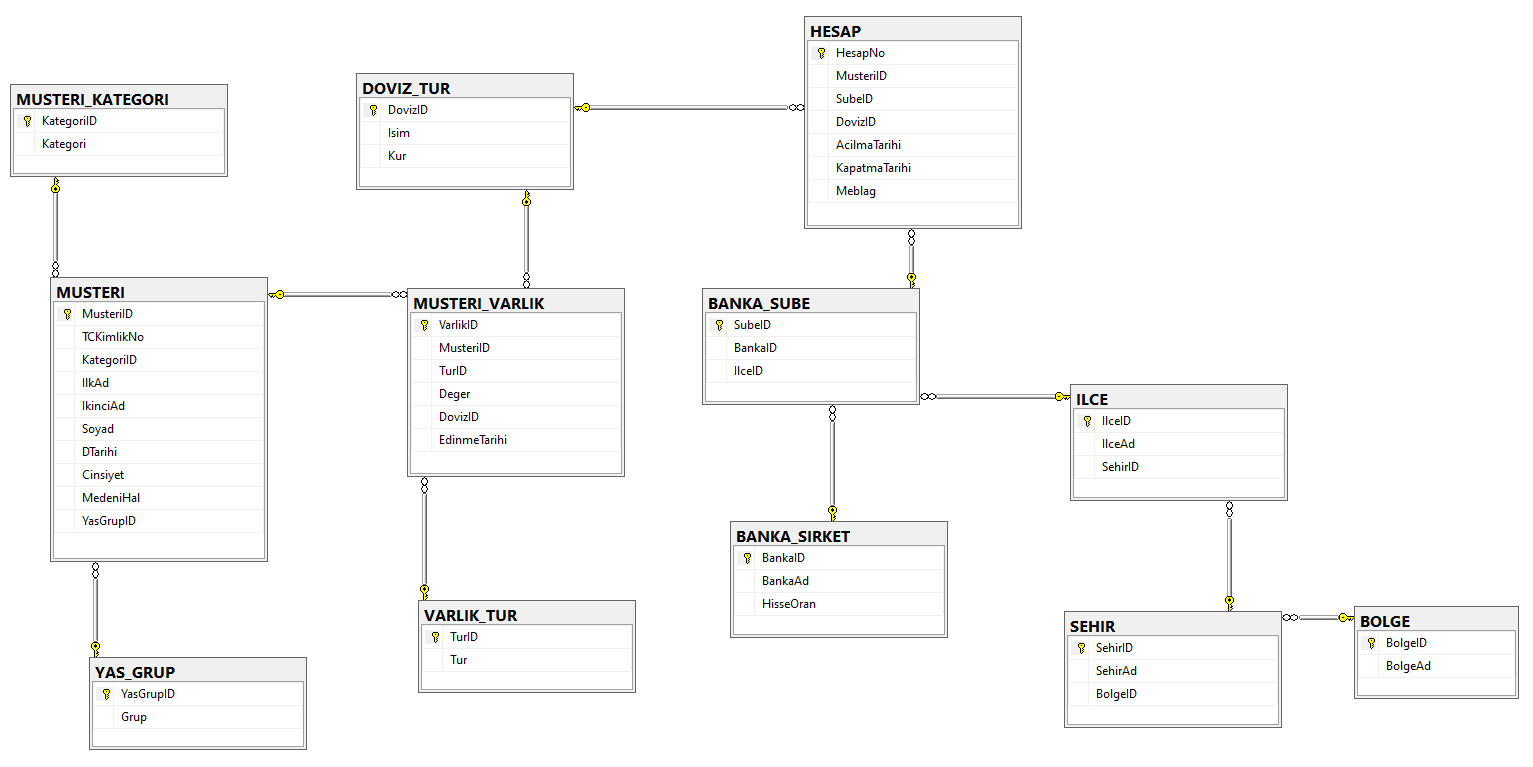 MUSTERI_KATEGORI
KategoriID
Kategori
DOVIZ_TUR
DovizID
Isim
Kur
HESAP
HesapNo
MusteriID
SubeID
DovizID
AcilmaTarihi
KapatmaTarihi
Meblag
MUSTERI
MusteriID
TCKimlikNo
KategoriID
IlkAd
IkinciAd
Soyad
DTarihi
Cinsiyet
MedeniHal
YasGrupID
MUSTERI_VARLIK
VarlikID
MusteriID
TurID
Deger
DovizID
EdinmeTarihi
BANKA_SUBE
SubeID
BankaID
IlceID
ILCE
IlceID
IlceAd
SehirID
BANKA_SIRKET
BankaID
BankaAd
HisseOran
VARLIK_TUR
TurID
Tur
YAS_GRUP
YasGrupID
Grup
SEHIR
SehirID
SehirAd
BolgeID
BOLGE
BolgeID
BolgeAd